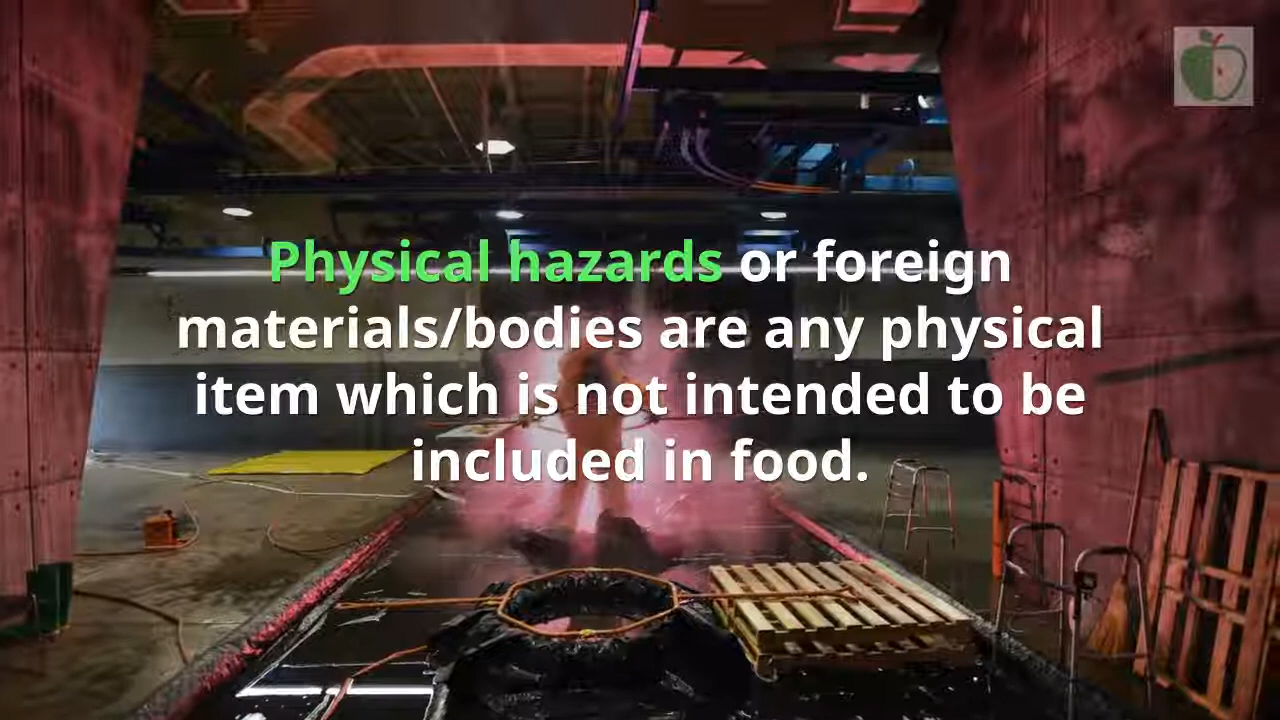 Physical hazards or foreign
materials/bodies are any physical
item which is not intended to be
included in food.